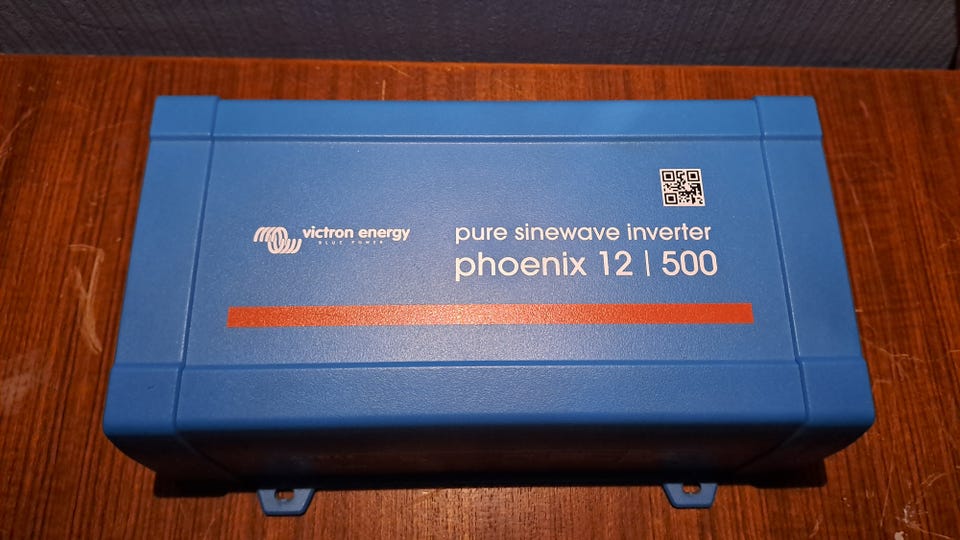 victron energy
BLUE POWER
pure sinewave inverter
phoenix 12 | 500